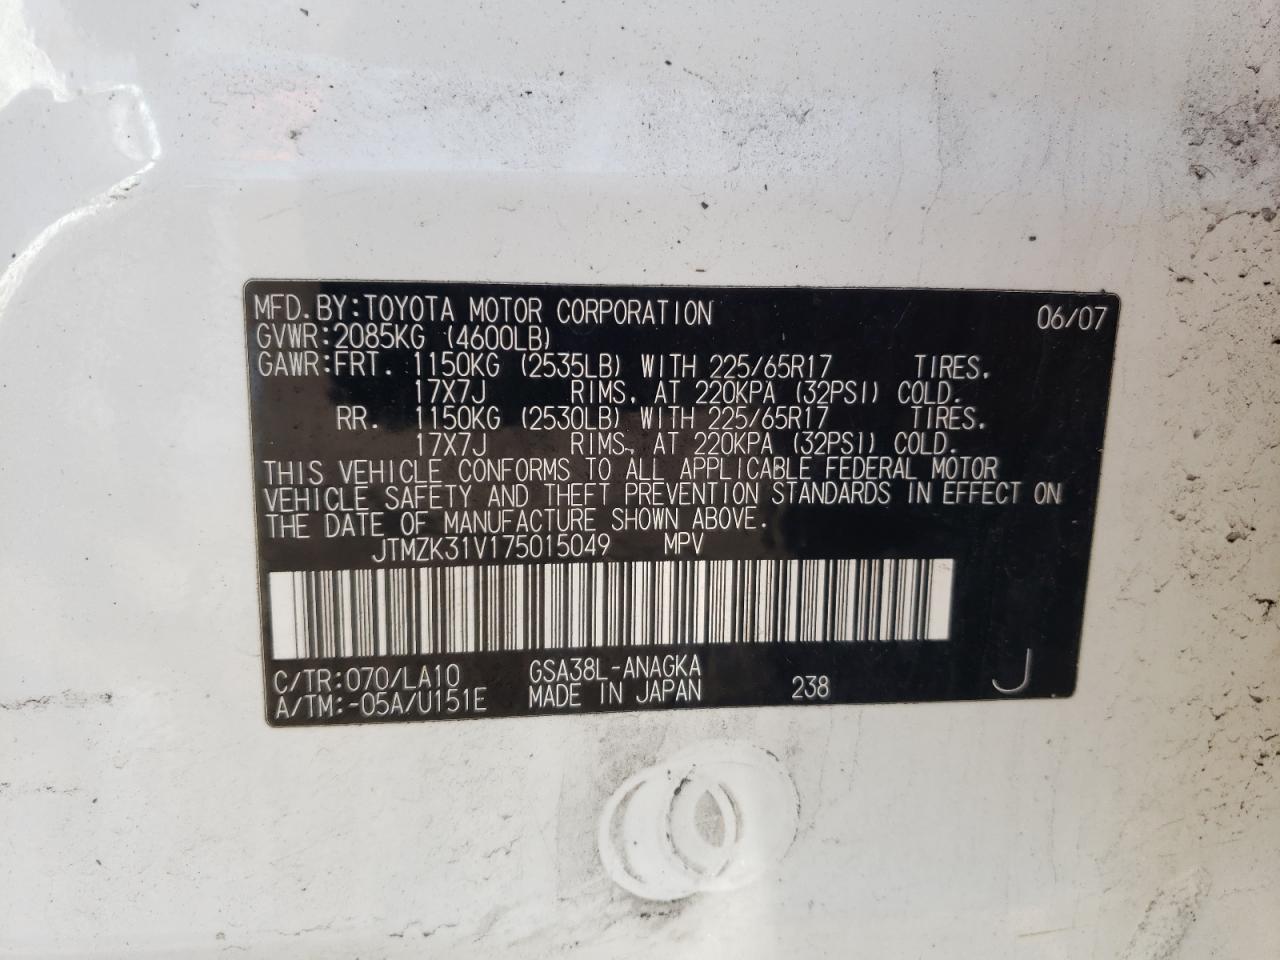 MFD.BY:TOYOTA MOTOR CORPORATION 06/07
GVWR:2085KG (4600LB)
GAWR:FRT. 1150KG (2535LB) WITH 225/65R17 TIRES.
17X7J RIMS, AT 220KPA (32PSI) COLD.
RR. 1150KG (2530LB) WITH 225/65R17 TIRES.
17X7J RIMS, AT 220KPA (32PSI) COLD.
THIS VEHICLE CONFORMS TO ALL APPLICABLE FEDERAL MOTOR
VEHICLE SAFETY AND THEFT PREVENTION STANDARDS IN EFFECT ON
THE DATE OF MANUFACTURE SHOWN ABOVE.
JTMZK31V175015049 MPV
C/TR:070/LA10 GSA38L-ANAGKA
A/TM:-05A/U151E MADE IN JAPAN 238 J